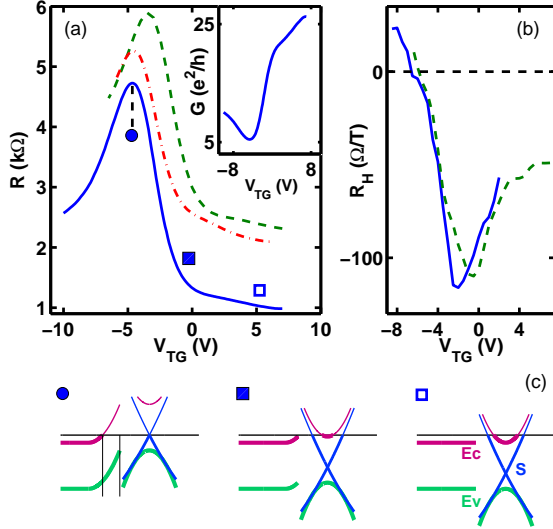 (a)
R (kΩ)
6
5
4
3
2
1
−10
−5
0
5
10
V_TG (V)
G (e²/h)
25
5
−8
8
V_TG (V)
(b)
R_H (Ω/T)
0
−100
−8
−4
0
4
V_TG (V)
(c)
Ec
S
Ev